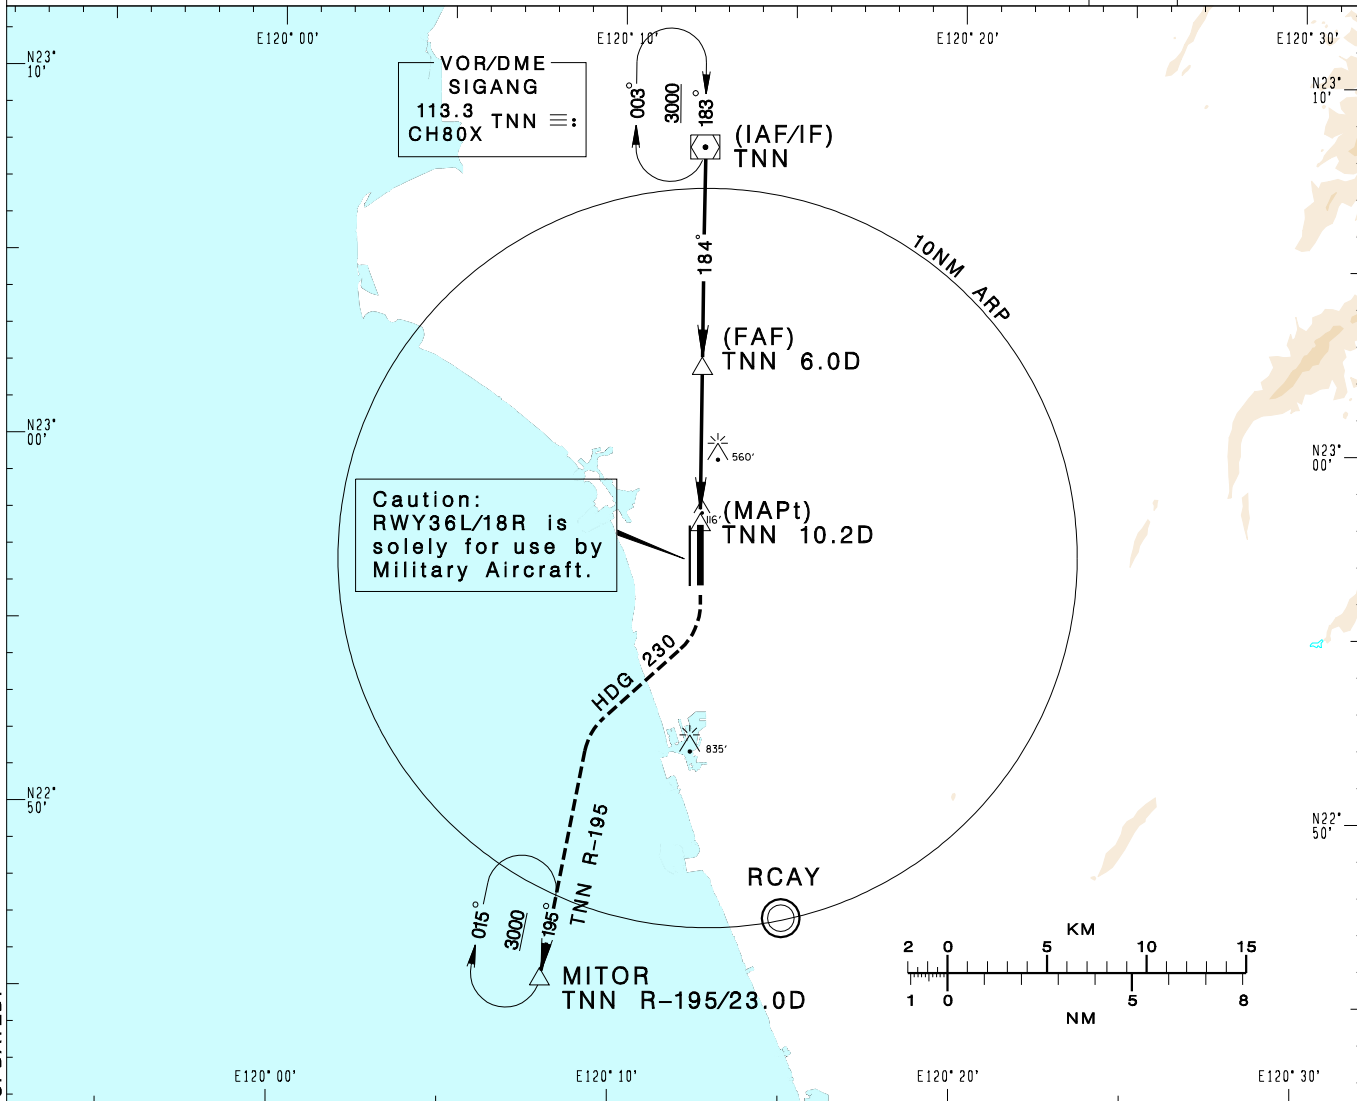 E120° 00'
E120° 10'
E120° 20'
E120° 30'
N23°
10'
N23°
10'
VOR/DME
SIGANG
113.3
CH80X
TNN
003°
3000
183°
(IAF/IF)
TNN
184°
10NM ARP
(FAF)
TNN 6.0D
N23°
00'
N23°
00'
560'
Caution:
RWY36L/18R is
solely for use by
Military Aircraft.
116'
(MAPt)
TNN 10.2D
HDG 230
835'
N22°
50'
N22°
50'
TNN R-195
RCAY
015°
3000
195°
MITOR
TNN R-195/23.0D
KM
2 0 5 10 15
1 0 5 8
NM
E120° 00'
E120° 10'
E120° 20'
E120° 30'